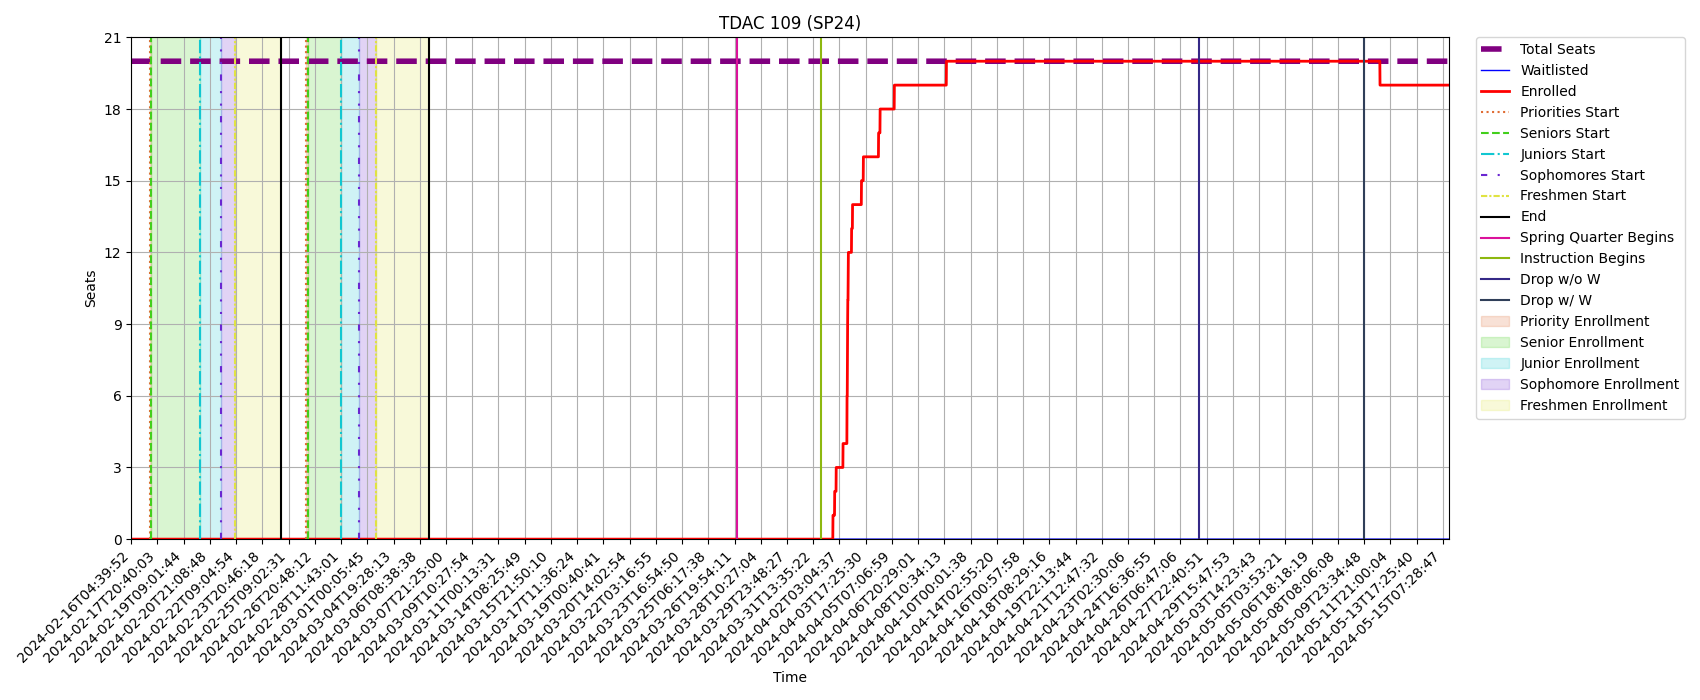 TDAC 109 (SP24)
21
18
15
12
9
6
3
0
Seats
2024-02-16T04:39:52
2024-02-17T20:40:03
2024-02-19T09:01:44
2024-02-20T21:08:48
2024-02-22T09:04:54
2024-02-23T20:46:18
2024-02-25T09:02:31
2024-02-26T20:48:12
2024-02-28T11:43:01
2024-03-01T00:05:45
2024-03-04T19:28:13
2024-03-06T08:38:38
2024-03-07T21:25:00
2024-03-09T10:27:54
2024-03-11T00:13:31
2024-03-14T08:25:49
2024-03-15T21:50:10
2024-03-17T11:36:24
2024-03-19T00:40:41
2024-03-20T14:02:54
2024-03-22T03:16:55
2024-03-23T16:54:50
2024-03-25T06:17:38
2024-03-26T19:54:11
2024-03-28T10:27:04
2024-03-29T23:48:27
2024-03-31T13:35:22
2024-04-02T03:04:37
2024-04-03T17:25:30
2024-04-05T07:06:59
2024-04-06T20:29:01
2024-04-08T10:34:13
2024-04-10T00:01:38
2024-04-14T02:55:20
2024-04-16T00:57:58
2024-04-18T08:29:16
2024-04-19T22:13:44
2024-04-21T12:47:32
2024-04-23T02:30:06
2024-04-24T16:36:55
2024-04-26T06:47:06
2024-04-27T22:40:51
2024-04-29T15:47:53
2024-05-03T14:23:43
2024-05-05T03:53:21
2024-05-06T18:18:19
2024-05-08T08:06:08
2024-05-09T23:34:48
2024-05-11T21:00:04
2024-05-13T17:25:40
2024-05-15T07:28:47
Time
Total Seats
Waitlisted
Enrolled
Priorities Start
Seniors Start
Juniors Start
Sophomores Start
Freshmen Start
End
Spring Quarter Begins
Instruction Begins
Drop w/o W
Drop w/ W
Priority Enrollment
Senior Enrollment
Junior Enrollment
Sophomore Enrollment
Freshmen Enrollment